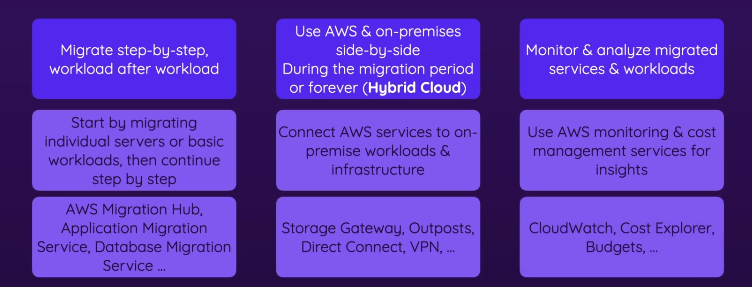 Migrate step-by-step,
workload after workload
Start by migrating
individual servers or basic
workloads, then continue
step by step
AWS Migration Hub,
Application Migration
Service, Database Migration
Service ...
Use AWS & on-premises
side-by-side
During the migration period
or forever (Hybrid Cloud)
Connect AWS services to on-
premise workloads &
infrastructure
Storage Gateway, Outposts,
Direct Connect, VPN, ...
Monitor & analyze migrated
services & workloads
Use AWS monitoring & cost
management services for
insights
CloudWatch, Cost Explorer,
Budgets, ...